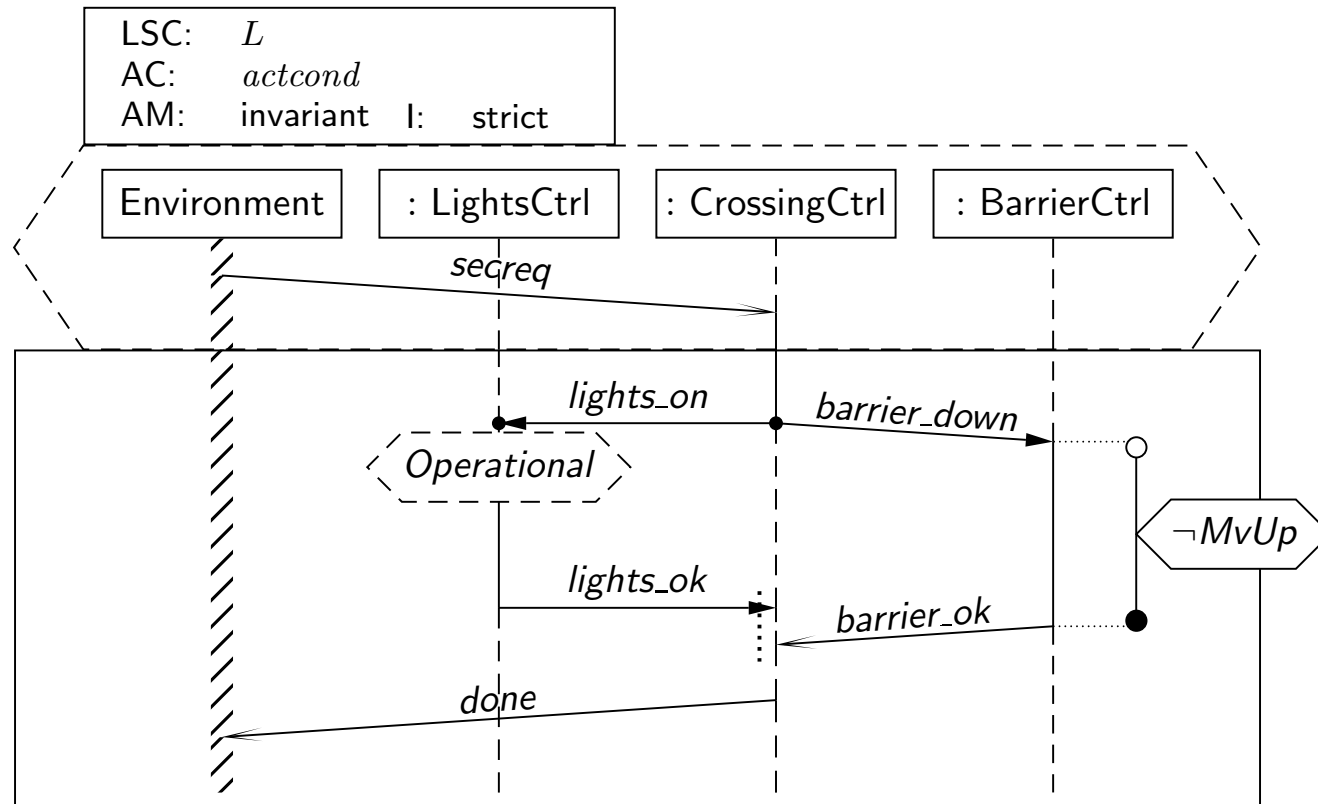 LSC: L
AC: actcond
AM: invariant I: strict
Environment
: LightsCtrl
: CrossingCtrl
: BarrierCtrl
secreq
lights_on
barrier_down
Operational
¬MvUp
lights_ok
barrier_ok
done